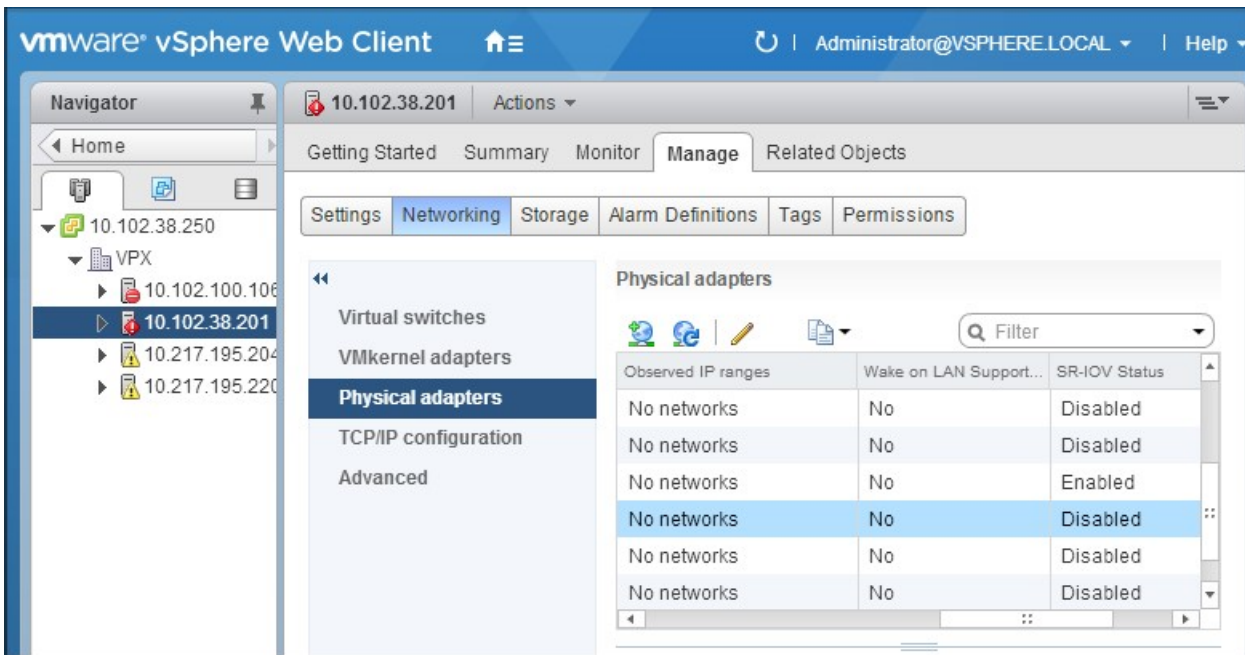 vmware® vSphere Web Client
Administrator@VSPHERE.LOCAL
Help
Navigator
Home
10.102.38.250
VPX
10.102.100.106
10.102.38.201
10.217.195.204
10.217.195.220
10.102.38.201 Actions
Getting Started Summary Monitor Manage Related Objects
Settings Networking Storage Alarm Definitions Tags Permissions
Virtual switches
VMkernel adapters
Physical adapters
TCP/IP configuration
Advanced
Physical adapters
Filter
Observed IP ranges Wake on LAN Support... SR-IOV Status
No networks No Disabled
No networks No Disabled
No networks No Enabled
No networks No Disabled
No networks No Disabled
No networks No Disabled